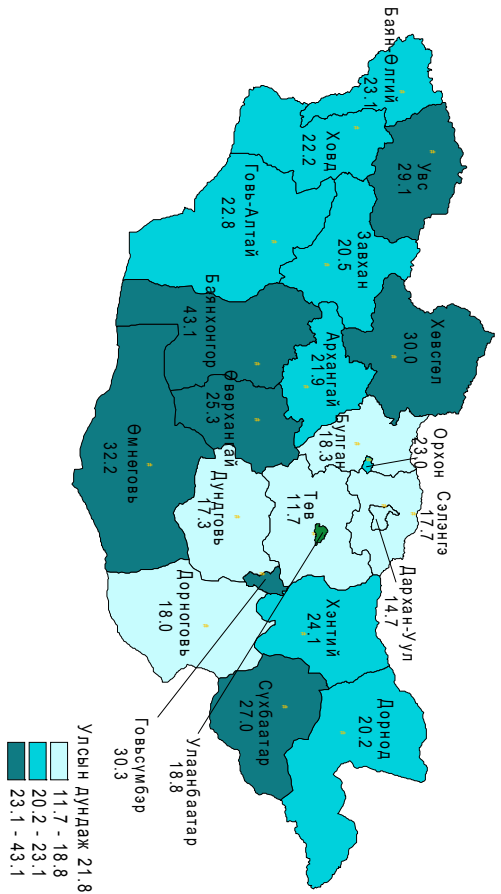 Баян-Өлгий
23.1
Увс
29.1
Ховд
22.2
Говь-Алтай
22.8
Завхан
20.5
Хөвсгөл
30.0
Баянхонгор
43.1
Архангай
21.9
Өверхангай
25.3
Булган
18.3
Орхон
23.0
Сэлэнгэ
17.7
Дархан-Уул
14.7
Төв
11.7
Өмнөговь
32.2
Дундговь
17.3
Дорноговь
18.0
Хэнтий
24.1
Сүхбаатар
27.0
Дорнод
20.2
Улаанбаатар
18.8
Говьсүмбэр
30.3
Улсын дундаж 21.8
11.7 - 18.8
20.2 - 23.1
23.1 - 43.1